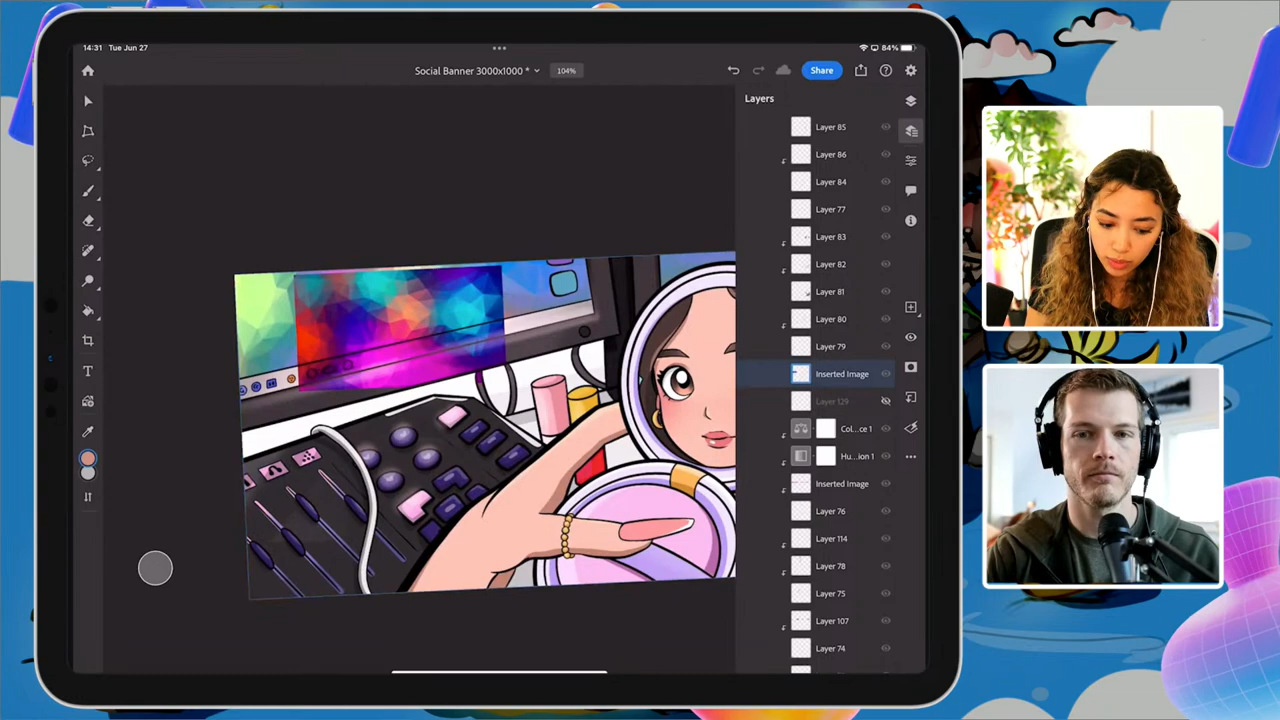 14:31 Tue Jun 27
84%
Social Banner 3000x1000 *
104%
Share
Layers
Layer 85
Layer 86
Layer 84
Layer 77
Layer 83
Layer 82
Layer 81
Layer 80
Layer 79
Inserted Image
Layer 129
Col...ce 1
Hu...ion 1
Inserted Image
Layer 76
Layer 114
Layer 78
Layer 75
Layer 107
Layer 74
T